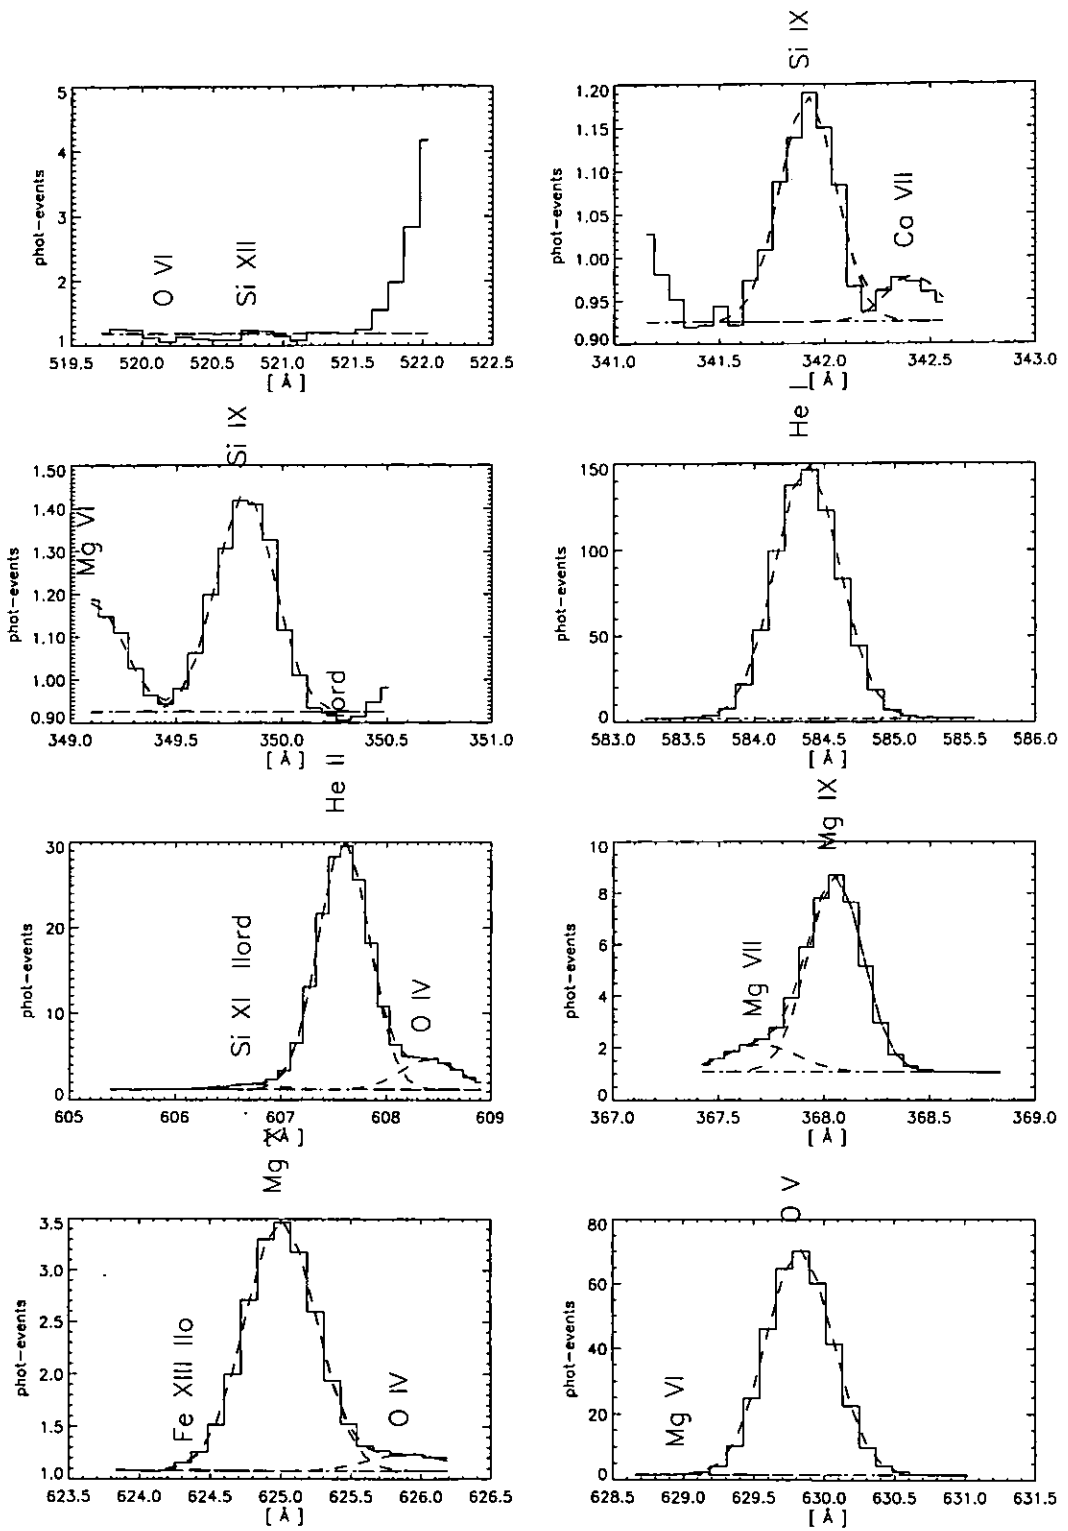 Si IX
5
4
3
2
1
phot-events
O VI
Si XII
519.5 520.0 520.5 521.0 521.5 522.0 522.5
[ Å ]
1.20
1.15
1.10
1.05
1.00
0.95
0.90
phot-events
Ca VII
341.0 341.5 342.0 342.5 343.0
[ Å ]
Si IX
Mg VI
1.50
1.40
1.30
1.20
1.10
1.00
0.90
phot-events
IIord
349.0 349.5 350.0 350.5 351.0
[ Å ]
He I
150
100
50
0
phot-events
583.0 583.5 584.0 584.5 585.0 585.5 586.0
[ Å ]
He II
30
20
10
0
phot-events
Si XI IIord
O IV
605 606 607 608 609
[ Å ]
Mg IX
10
8
6
4
2
0
phot-events
Mg VII
367.0 367.5 368.0 368.5 369.0
[ Å ]
Mg X
3.5
3.0
2.5
2.0
1.5
1.0
phot-events
Fe XIII IIo
O IV
623.5 624.0 624.5 625.0 625.5 626.0 626.5
[ Å ]
O V
80
60
40
20
0
phot-events
Mg VI
628.5 629.0 629.5 630.0 630.5 631.0 631.5
[ Å ]